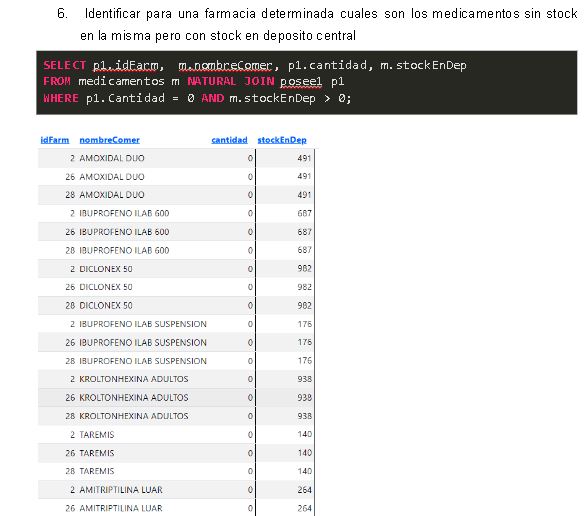 6. Identificar para una farmacia determinada cuales son los medicamentos sin stock
en la misma pero con stock en deposito central
SELECT p1.idFarm, m.nombreComer, p1.cantidad, m.stockEnDep
FROM medicamentos m NATURAL JOIN posee1 p1
WHERE p1.Cantidad = 0 AND m.stockEnDep > 0;
idFarm nombreComer cantidad stockEnDep
2 AMOXIDAL DUO 0 491
26 AMOXIDAL DUO 0 491
28 AMOXIDAL DUO 0 491
2 IBUPROFENO ILAB 600 0 687
26 IBUPROFENO ILAB 600 0 687
28 IBUPROFENO ILAB 600 0 687
2 DICLONEX 50 0 982
26 DICLONEX 50 0 982
28 DICLONEX 50 0 982
2 IBUPROFENO ILAB SUSPENSION 0 176
26 IBUPROFENO ILAB SUSPENSION 0 176
28 IBUPROFENO ILAB SUSPENSION 0 176
2 KROLTONHEXINA ADULTOS 0 938
26 KROLTONHEXINA ADULTOS 0 938
28 KROLTONHEXINA ADULTOS 0 938
2 TAREMIS 0 140
26 TAREMIS 0 140
28 TAREMIS 0 140
2 AMITRIPTILINA LUAR 0 264
26 AMITRIPTILINA LUAR 0 264